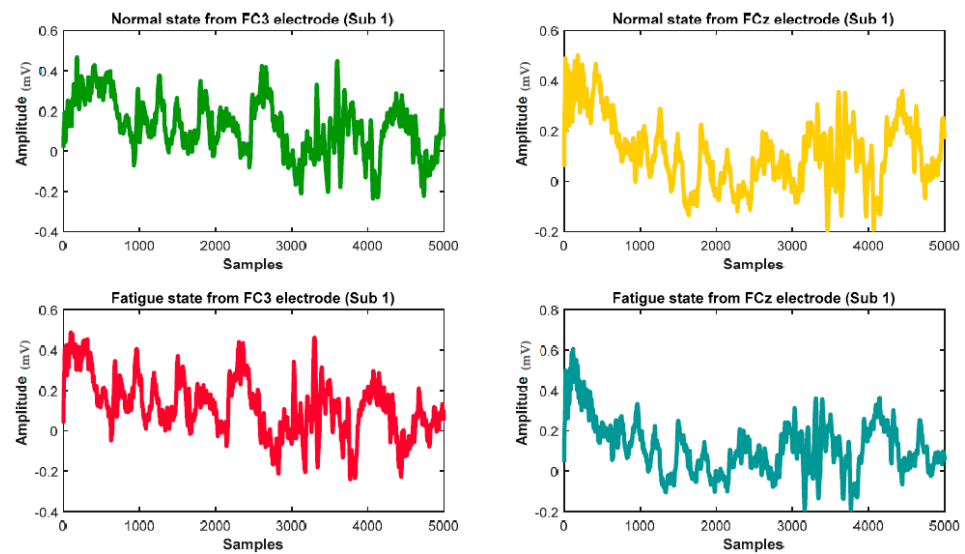 Normal state from FC3 electrode (Sub 1)
Amplitude (mV)
0.6
0.4
0.2
0
-0.2
-0.4
0 1000 2000 3000 4000 5000
Samples
Normal state from FCz electrode (Sub 1)
Amplitude (mV)
0.6
0.4
0.2
0
-0.2
0 1000 2000 3000 4000 5000
Samples
Fatigue state from FC3 electrode (Sub 1)
Amplitude (mV)
0.6
0.4
0.2
0
-0.2
-0.4
0 1000 2000 3000 4000 5000
Samples
Fatigue state from FCz electrode (Sub 1)
Amplitude (mV)
0.8
0.6
0.4
0.2
0
-0.2
0 1000 2000 3000 4000 5000
Samples